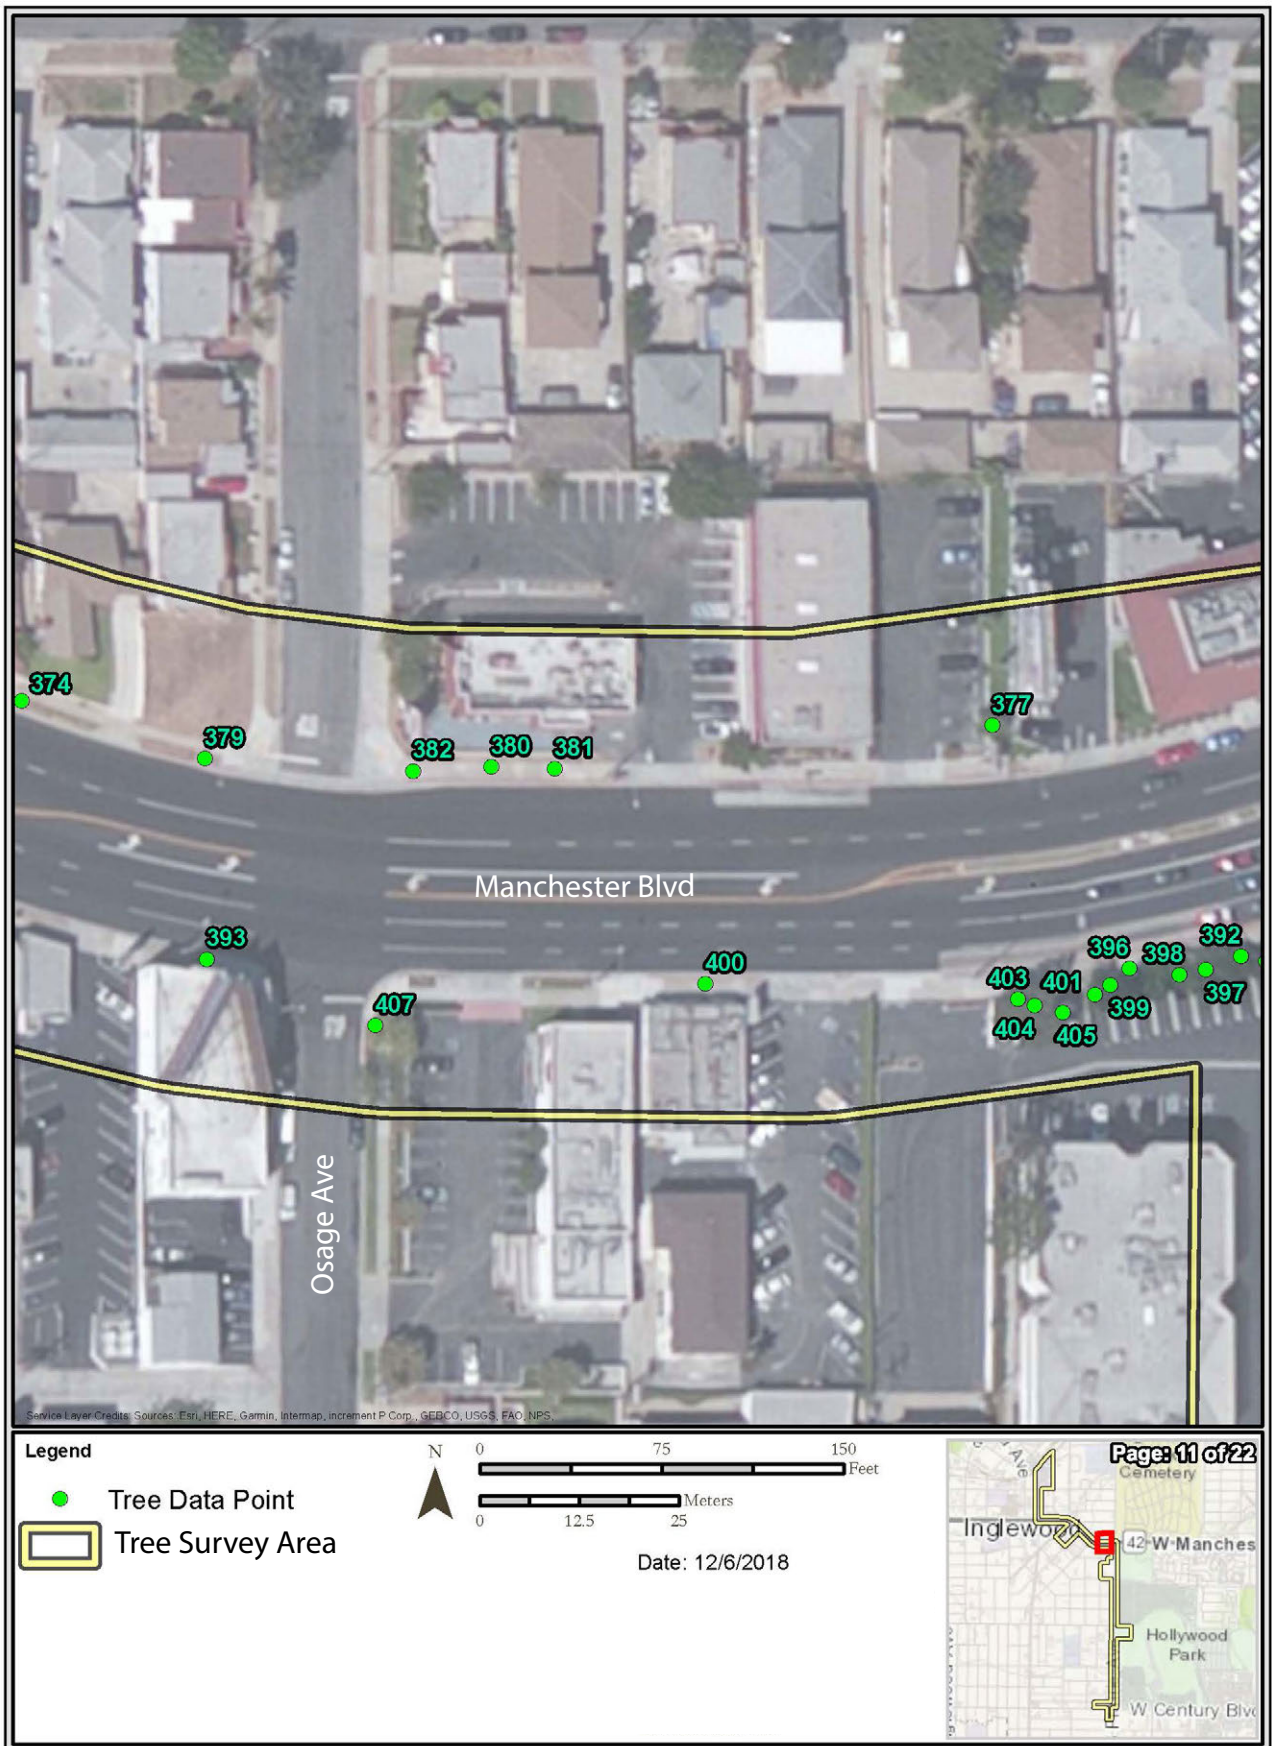 374
379
382
380
381
377
Manchester Blvd
393
400
407
396
398
392
403
401
399
397
404
405
Osage Ave
Service Layer Credits: Sources: Esri, HERE, Garmin, Intermap, increment P Corp., GEBCO, USGS, FAO, NPS,
Legend
Tree Data Point
Tree Survey Area
N
0 75 150
Feet
Meters
0 12.5 25
Date: 12/6/2018
Page: 11 of 22
Ave
Cemetery
Inglewood
42 W Manches
Hollywood
Park
W Century Blv